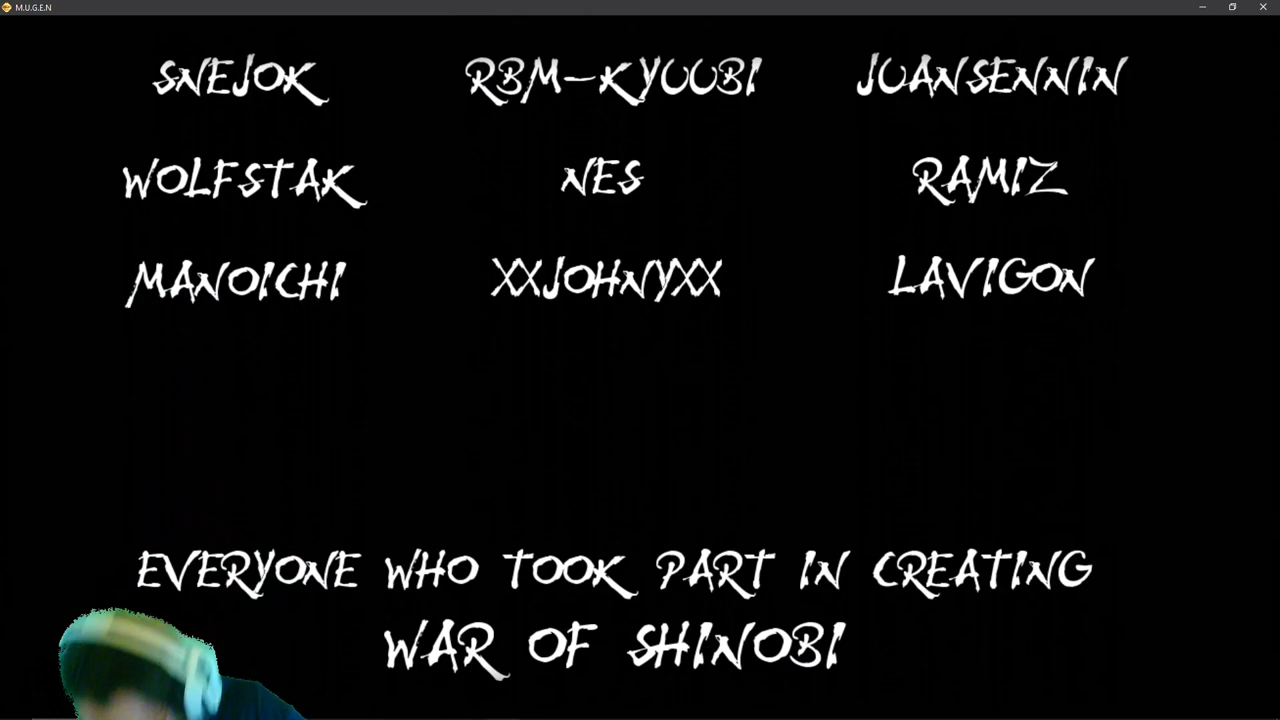 M.U.G.E.N
SNEJOK RBM-KYUUBI JUANSENNIN
WOLFSTAK NES RAMIZ
MANOICHI XXJOHNYXX LAVIGON
EVERYONE WHO TOOK PART IN CREATING
WAR OF SHINOBI